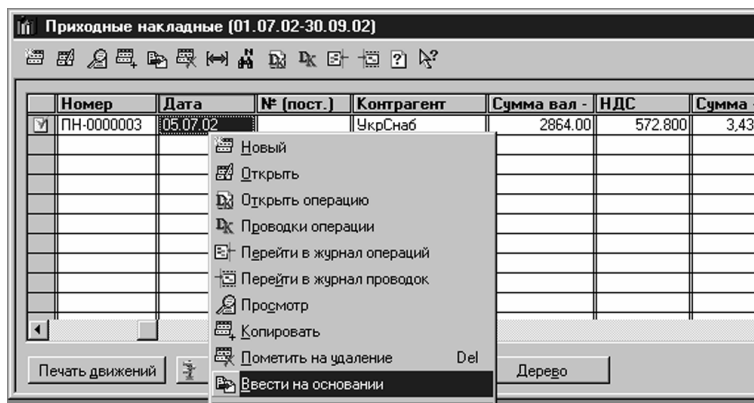 Приходные накладные (01.07.02-30.09.02)
Номер Дата № (пост.) Контрагент Сумма вал - НДС Сумма
ПН-0000003 05.07.02 УкрСнаб 2864.00 572.800 3,43
Новый
Открыть
Открыть операцию
Проводки операции
Перейти в журнал операций
Перейти в журнал проводок
Просмотр
Копировать
Пометить на удаление Del
Ввести на основании
Печать движений
Дерево